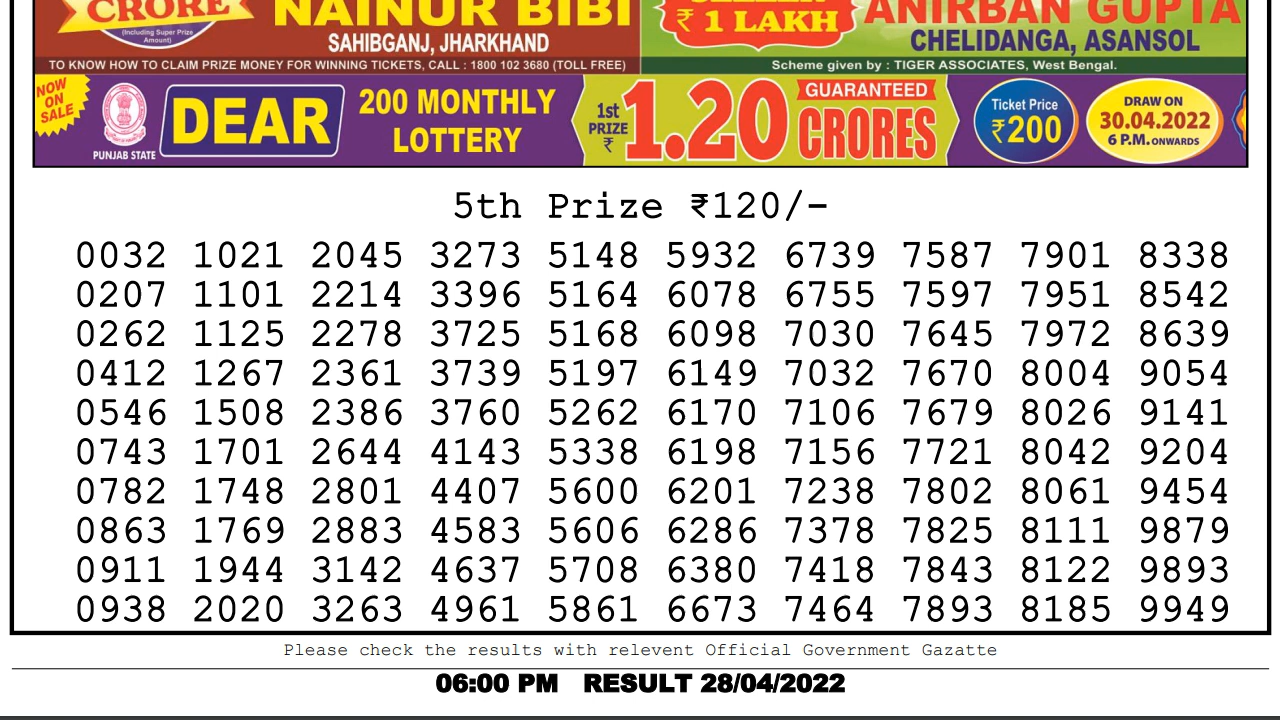 CRORE
(Including Super Prize
Amount)
NAINUR BIBI
SAHIBGANJ, JHARKHAND
TO KNOW HOW TO CLAIM PRIZE MONEY FOR WINNING TICKETS, CALL : 1800 102 3680 (TOLL FREE)
₹ 1 LAKH
ANIRBAN GUPTA
CHELIDANGA, ASANSOL
Scheme given by : TIGER ASSOCIATES, West Bengal.
NOW
ON
SALE
PUNJAB STATE
DEAR
200 MONTHLY
LOTTERY
1st
PRIZE
₹
1.20
GUARANTEED
CRORES
Ticket Price
₹200
DRAW ON
30.04.2022
6 P.M. ONWARDS
5th Prize ₹120/-
0032 1021 2045 3273 5148 5932 6739 7587 7901 8338
0207 1101 2214 3396 5164 6078 6755 7597 7951 8542
0262 1125 2278 3725 5168 6098 7030 7645 7972 8639
0412 1267 2361 3739 5197 6149 7032 7670 8004 9054
0546 1508 2386 3760 5262 6170 7106 7679 8026 9141
0743 1701 2644 4143 5338 6198 7156 7721 8042 9204
0782 1748 2801 4407 5600 6201 7238 7802 8061 9454
0863 1769 2883 4583 5606 6286 7378 7825 8111 9879
0911 1944 3142 4637 5708 6380 7418 7843 8122 9893
0938 2020 3263 4961 5861 6673 7464 7893 8185 9949
Please check the results with relevent Official Government Gazatte
06:00 PM RESULT 28/04/2022